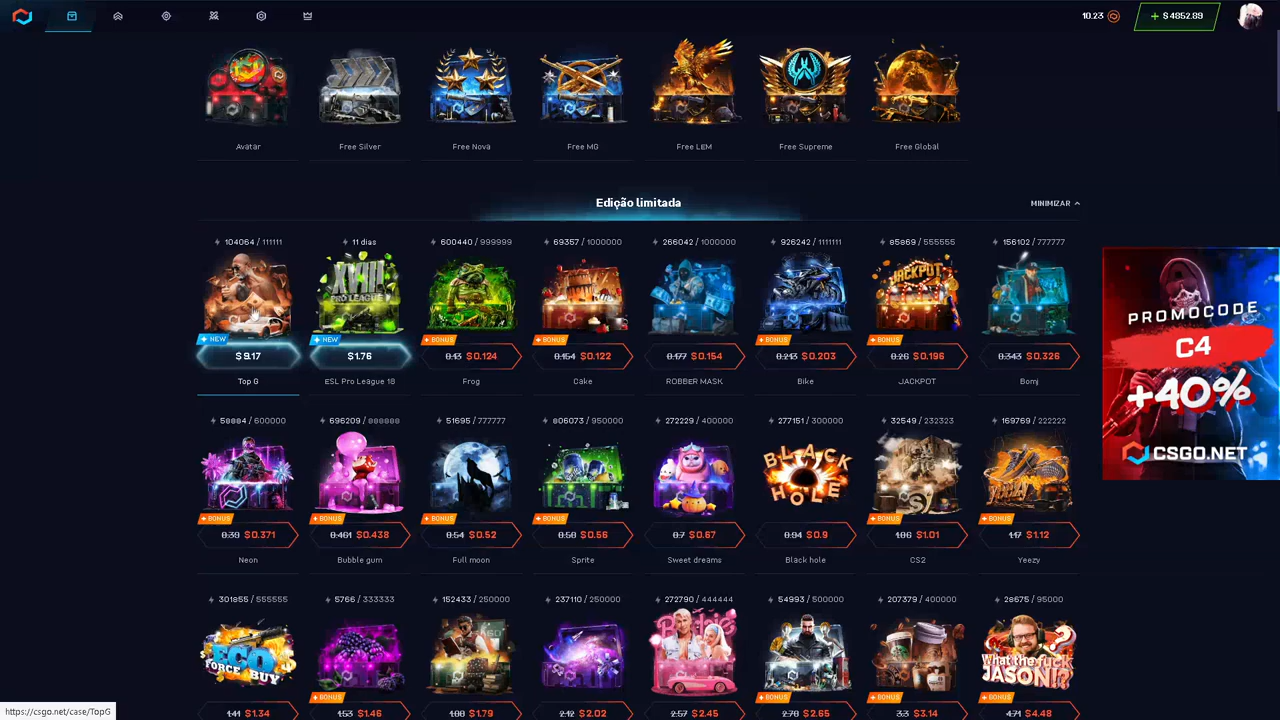 10.23
+ $ 4852.89
Avatar
Free Silver
Free Nova
Free MG
Free LEM
Free Supreme
Free Global
Edição limitada
MINIMIZAR
104064 / 111111
11 dias
600440 / 999999
69357 / 1000000
266042 / 1000000
926242 / 1111111
85869 / 555555
156102 / 777777
XVIII
PRO LEAGUE
JACKPOT
+ NEW
+ NEW
+ BONUS
+ BONUS
+ BONUS
+ BONUS
$ 9.17
$ 1.76
0.13 $ 0.124
0.154 $ 0.122
0.177 $ 0.154
0.213 $ 0.203
0.26 $ 0.196
0.343 $ 0.326
Top G
ESL Pro League 18
Frog
Cake
ROBBER MASK
Bike
JACKPOT
Bomj
PROMOCODE
C4
+40%
CSGO.NET
58884 / 600000
696209 / 888888
51695 / 777777
806073 / 950000
272229 / 400000
277151 / 300000
32549 / 232323
169769 / 222222
BLACK
HOLE
+ BONUS
+ BONUS
+ BONUS
+ BONUS
+ BONUS
+ BONUS
0.39 $ 0.371
0.461 $ 0.438
0.54 $ 0.52
0.58 $ 0.56
0.7 $ 0.67
0.94 $ 0.9
1.06 $ 1.01
1.17 $ 1.12
Neon
Bubble gum
Full moon
Sprite
Sweet dreams
Black hole
CS2
Yeezy
301855 / 555555
5766 / 333333
152433 / 250000
237110 / 250000
272790 / 444444
54993 / 500000
207379 / 400000
28675 / 95000
ECO
FORCE BUY
Barbie
What the fuck
JASON!
+ BONUS
+ BONUS
+ BONUS
+ BONUS
1.41 $ 1.34
1.53 $ 1.46
1.88 $ 1.79
2.12 $ 2.02
2.57 $ 2.45
2.78 $ 2.65
3.3 $ 3.14
4.71 $ 4.48
https://csgo.net/case/TopG